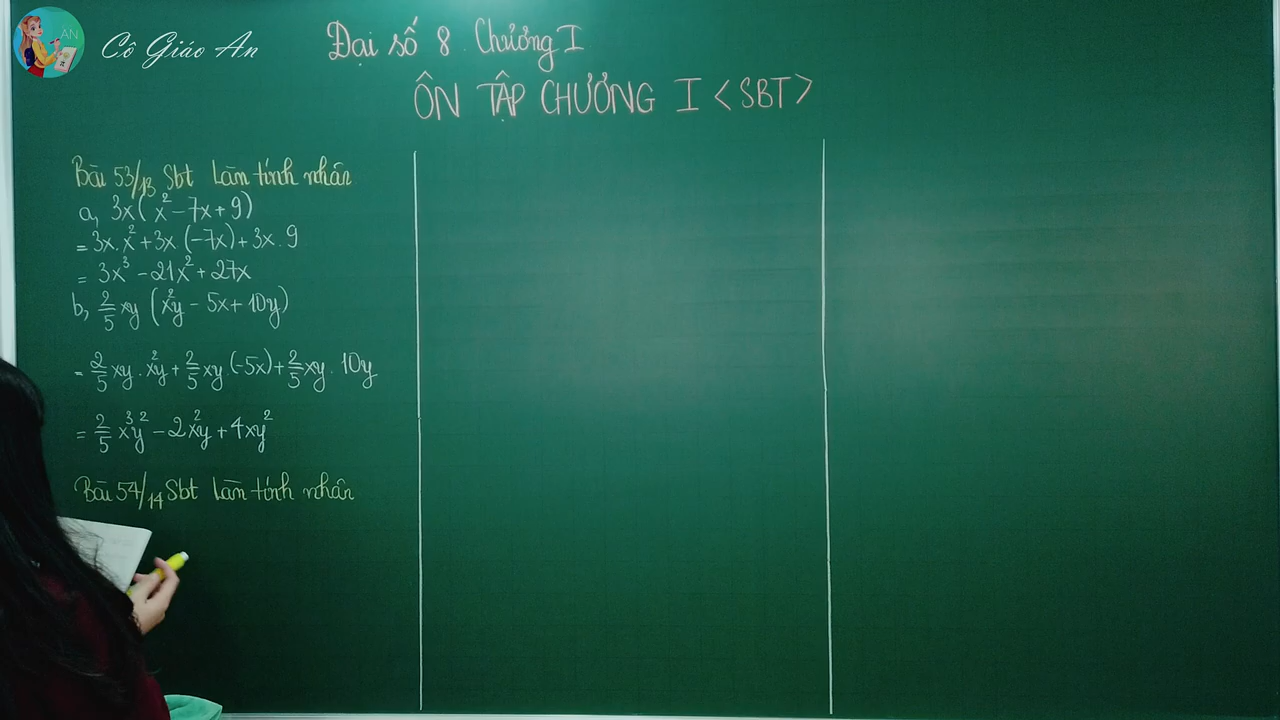 AN
Cô Giáo An
Đại số 8 Chương I
ÔN TẬP CHƯƠNG I <SBT>
Bài 53/13 Sbt Làm tính nhân
a, 3x(x² - 7x + 9)
= 3x.x² + 3x.(-7x) + 3x.9
= 3x³ - 21x² + 27x
b, 2/5 xy (x²y - 5x + 10y)
= 2/5 xy.x²y + 2/5 xy.(-5x) + 2/5 xy.10y
= 2/5 x³y² - 2x²y + 4xy²
Bài 54/14 Sbt Làm tính nhân